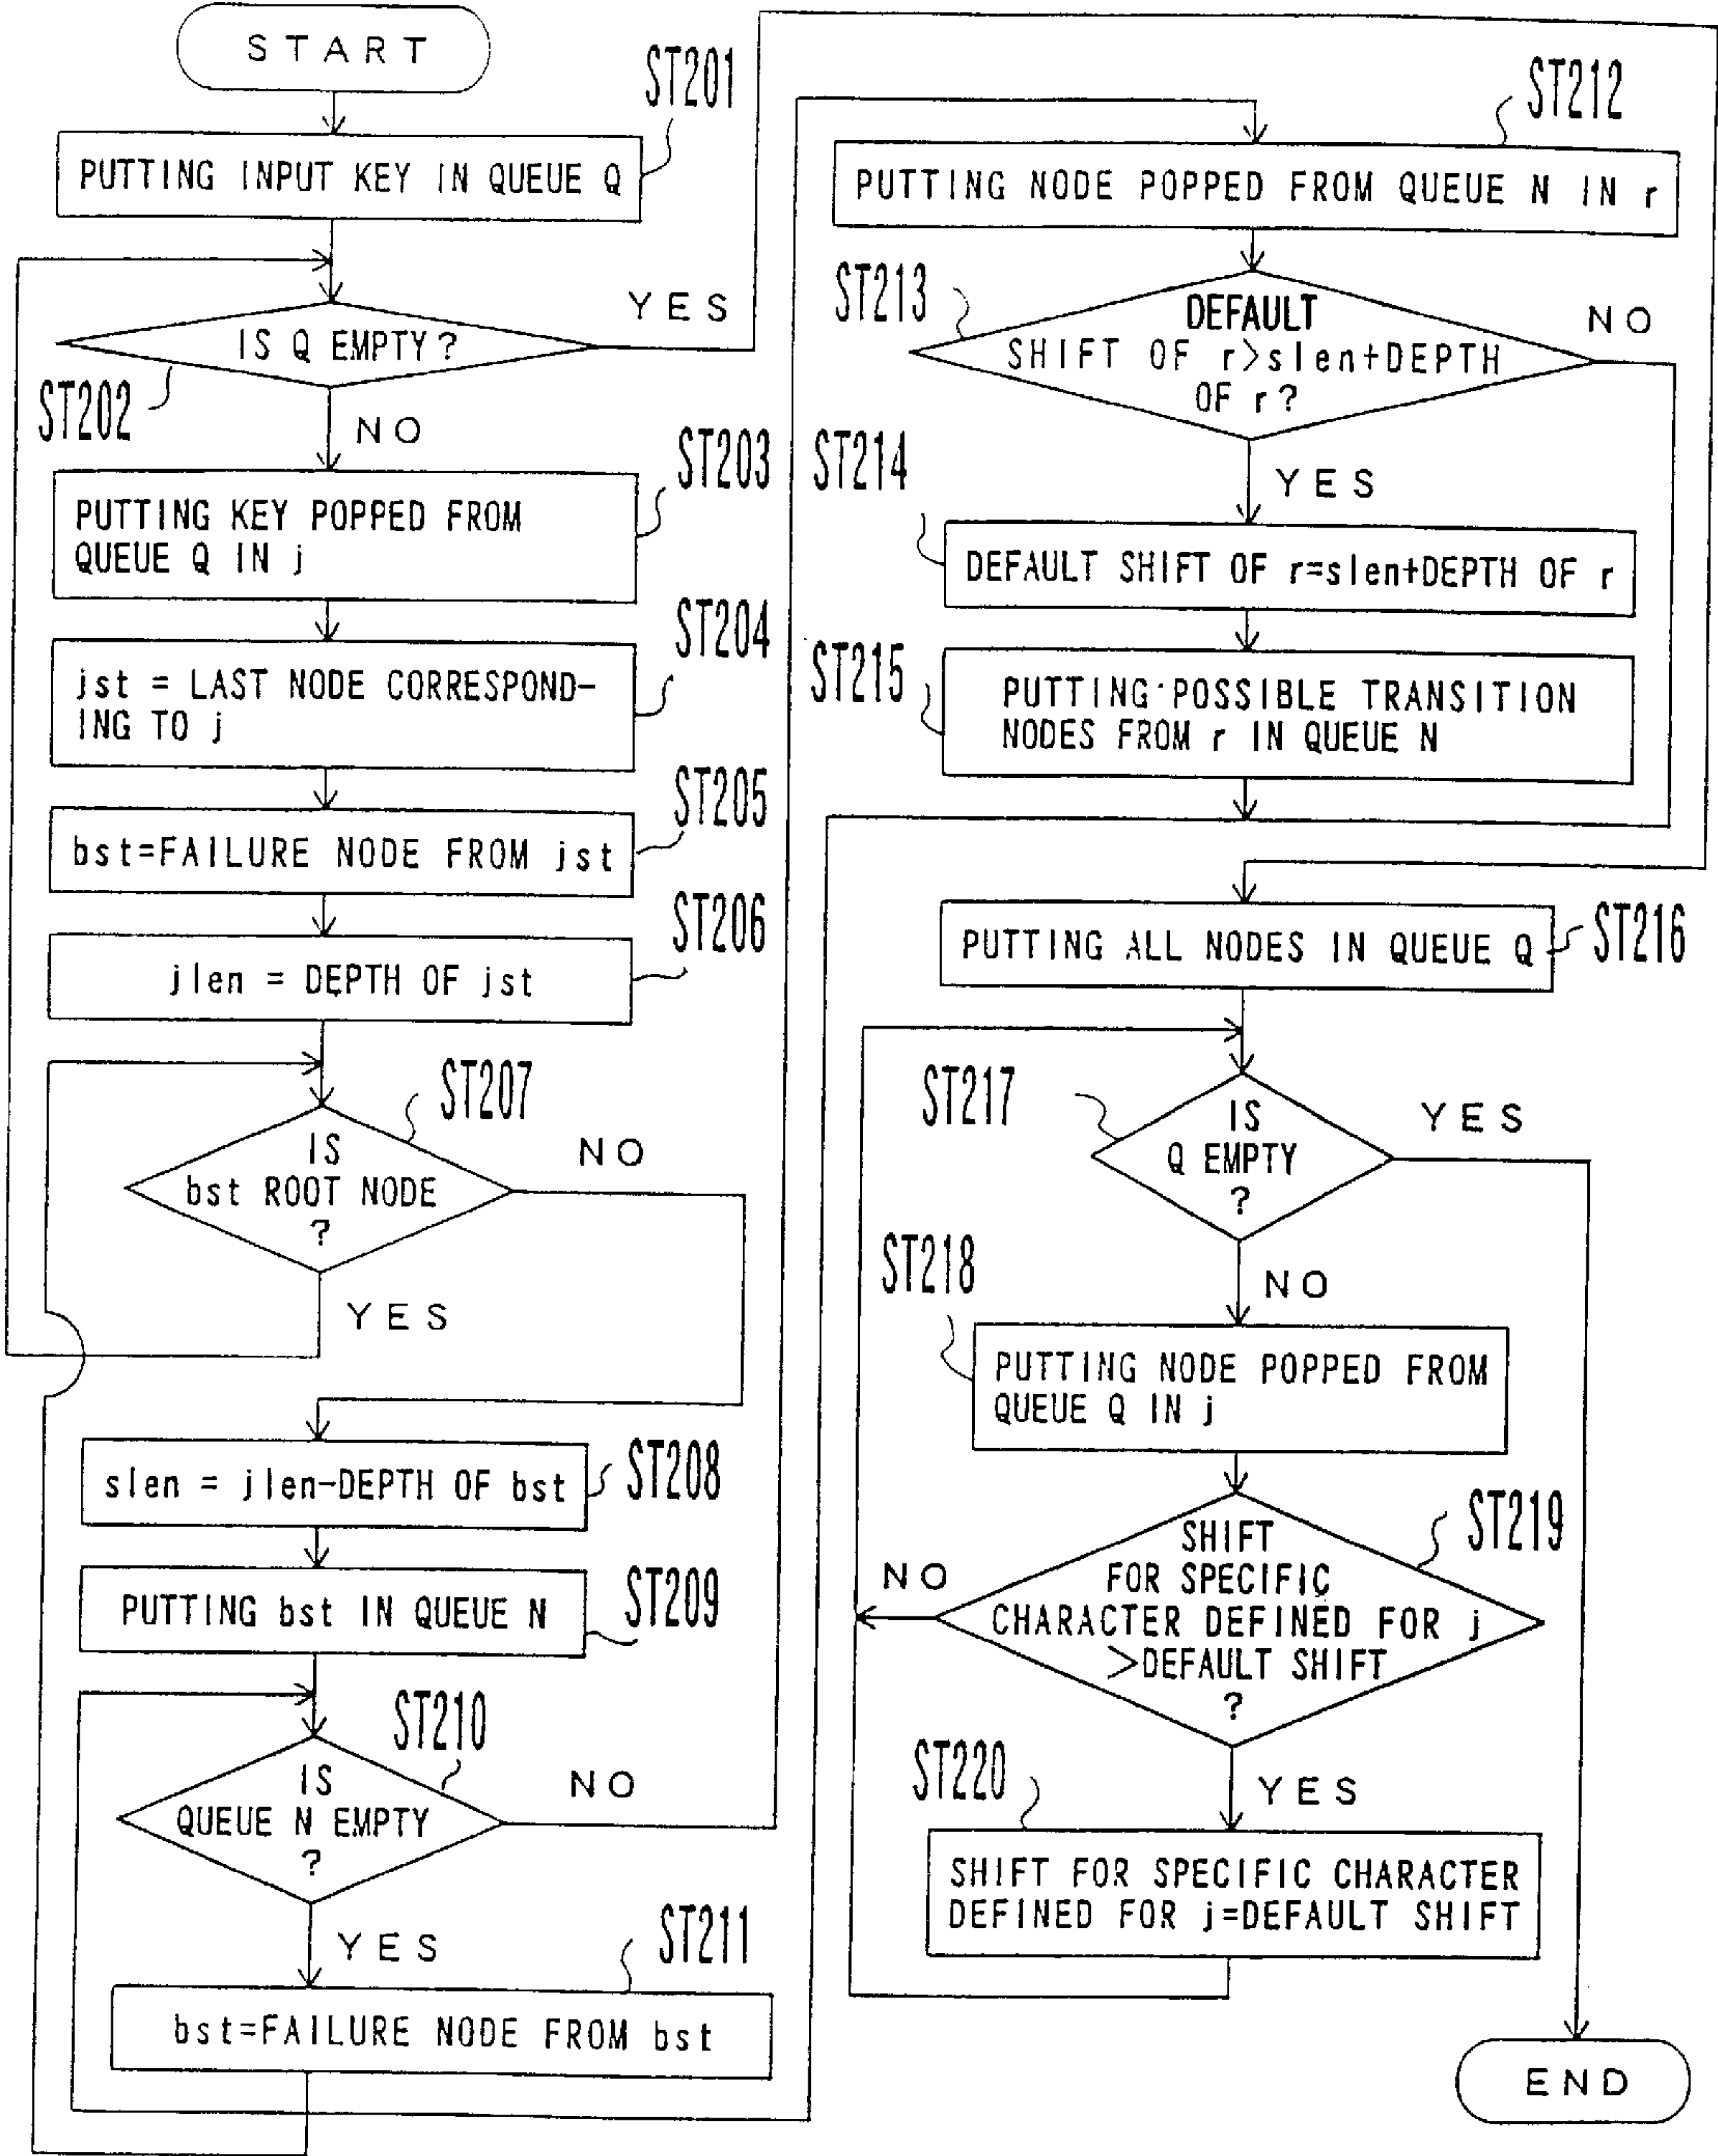 START
ST201
PUTTING INPUT KEY IN QUEUE Q
IS Q EMPTY?
YES
ST202
NO
ST203
PUTTING KEY POPPED FROM
QUEUE Q IN j
ST204
jst = LAST NODE CORRESPOND-
ING TO j
ST205
bst=FAILURE NODE FROM jst
ST206
jlen = DEPTH OF jst
ST207
IS
bst ROOT NODE
?
NO
YES
ST208
slen = jlen-DEPTH OF bst
ST209
PUTTING bst IN QUEUE N
ST210
IS
QUEUE N EMPTY
?
NO
YES
ST211
bst=FAILURE NODE FROM bst
ST212
PUTTING NODE POPPED FROM QUEUE N IN r
ST213
DEFAULT
SHIFT OF r>slen+DEPTH
OF r?
NO
YES
ST214
DEFAULT SHIFT OF r=slen+DEPTH OF r
ST215
PUTTING POSSIBLE TRANSITION
NODES FROM r IN QUEUE N
ST216
PUTTING ALL NODES IN QUEUE Q
ST217
IS
Q EMPTY
?
YES
NO
ST218
PUTTING NODE POPPED FROM
QUEUE Q IN j
ST219
SHIFT
FOR SPECIFIC
CHARACTER DEFINED FOR j
>DEFAULT SHIFT
?
NO
YES
ST220
SHIFT FOR SPECIFIC CHARACTER
DEFINED FOR j=DEFAULT SHIFT
END